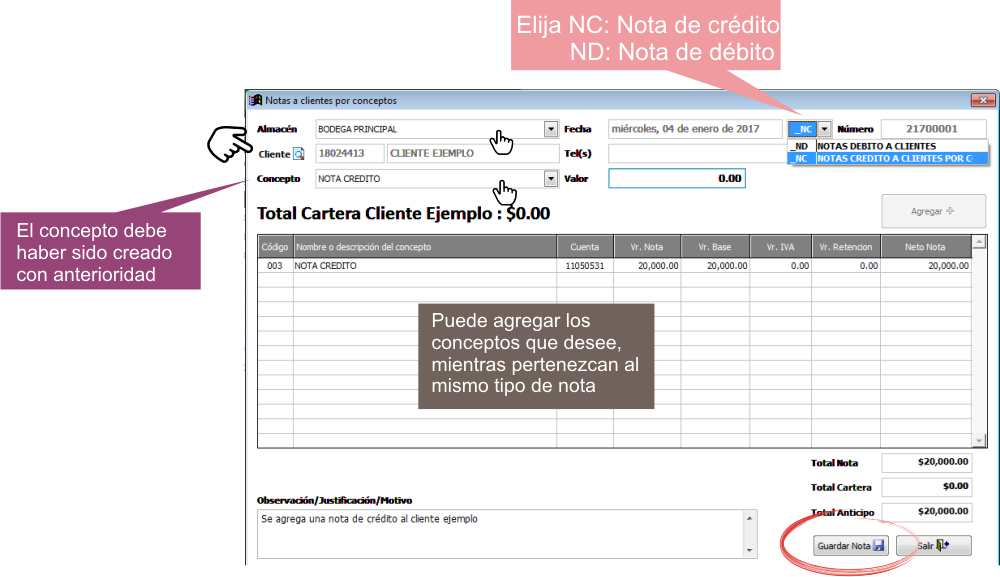 Elija NC: Nota de crédito
ND: Nota de débito
Notas a clientes por conceptos
Almacén BODEGA PRINCIPAL Fecha miércoles, 04 de enero de 2017 _NC Número 21700001
_ND NOTAS DEBITO A CLIENTES
_NC NOTAS CREDITO A CLIENTES POR C
Cliente 18024413 CLIENTE EJEMPLO Tel(s)
Concepto NOTA CREDITO Valor 0.00
Total Cartera Cliente Ejemplo : $0.00
Agregar
El concepto debe
haber sido creado
con anterioridad
Código Nombre o descripción del concepto Cuenta Vr. Nota Vr. Base Vr. IVA Vr. Retencion Neto Nota
003 NOTA CREDITO 11050531 20,000.00 20,000.00 0.00 0.00 20,000.00
Puede agregar los
conceptos que desee,
mientras pertenezcan al
mismo tipo de nota
Total Nota $20,000.00
Total Cartera $0.00
Total Anticipo $20,000.00
Observación/Justificación/Motivo
Se agrega una nota de crédito al cliente ejemplo
Guardar Nota Salir